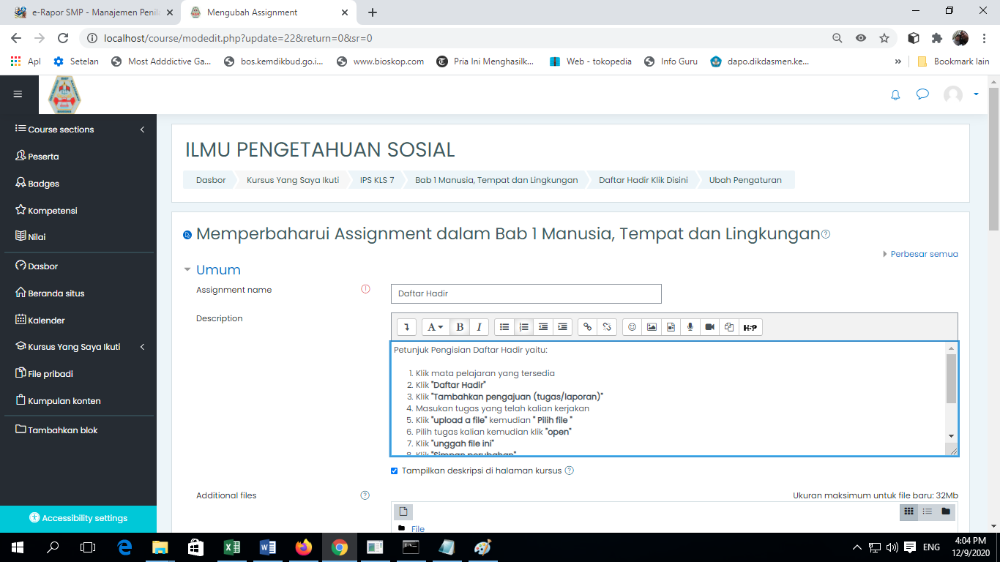 e-Rapor SMP - Manajemen Penil
Mengubah Assignment
localhost/course/modedit.php?update=22&return=0&sr=0
Apl
Setelan
Most Adddictive Ga...
bos.kemdikbud.go.i...
www.bioskop.com
Pria Ini Menghasilk...
Web - tokopedia
Info Guru
dapo.dikdasmen.ke...
»
Bookmark lain
Course sections
Peserta
Badges
Kompetensi
Nilai
Dasbor
Beranda situs
Kalender
Kursus Yang Saya Ikuti
File pribadi
Kumpulan konten
Tambahkan blok
Accessibility settings
ILMU PENGETAHUAN SOSIAL
Dasbor
Kursus Yang Saya Ikuti
IPS KLS 7
Bab 1 Manusia, Tempat dan Lingkungan
Daftar Hadir Klik Disini
Ubah Pengaturan
Memperbaharui Assignment dalam Bab 1 Manusia, Tempat dan Lingkungan
Perbesar semua
Umum
Assignment name
Daftar Hadir
Description
A B I
H5P
Petunjuk Pengisian Daftar Hadir yaitu:
1. Klik mata pelajaran yang tersedia
2. Klik "Daftar Hadir"
3. Klik "Tambahkan pengajuan (tugas/laporan)"
4. Masukan tugas yang telah kalian kerjakan
5. Klik "upload a file" kemudian " Pilih file "
6. Pilih tugas kalian kemudian klik "open"
7. Klik "unggah file ini"
8. Klik "Simpan perubahan"
Tampilkan deskripsi di halaman kursus
Additional files
Ukuran maksimum untuk file baru: 32Mb
File
ENG
4:04 PM
12/9/2020